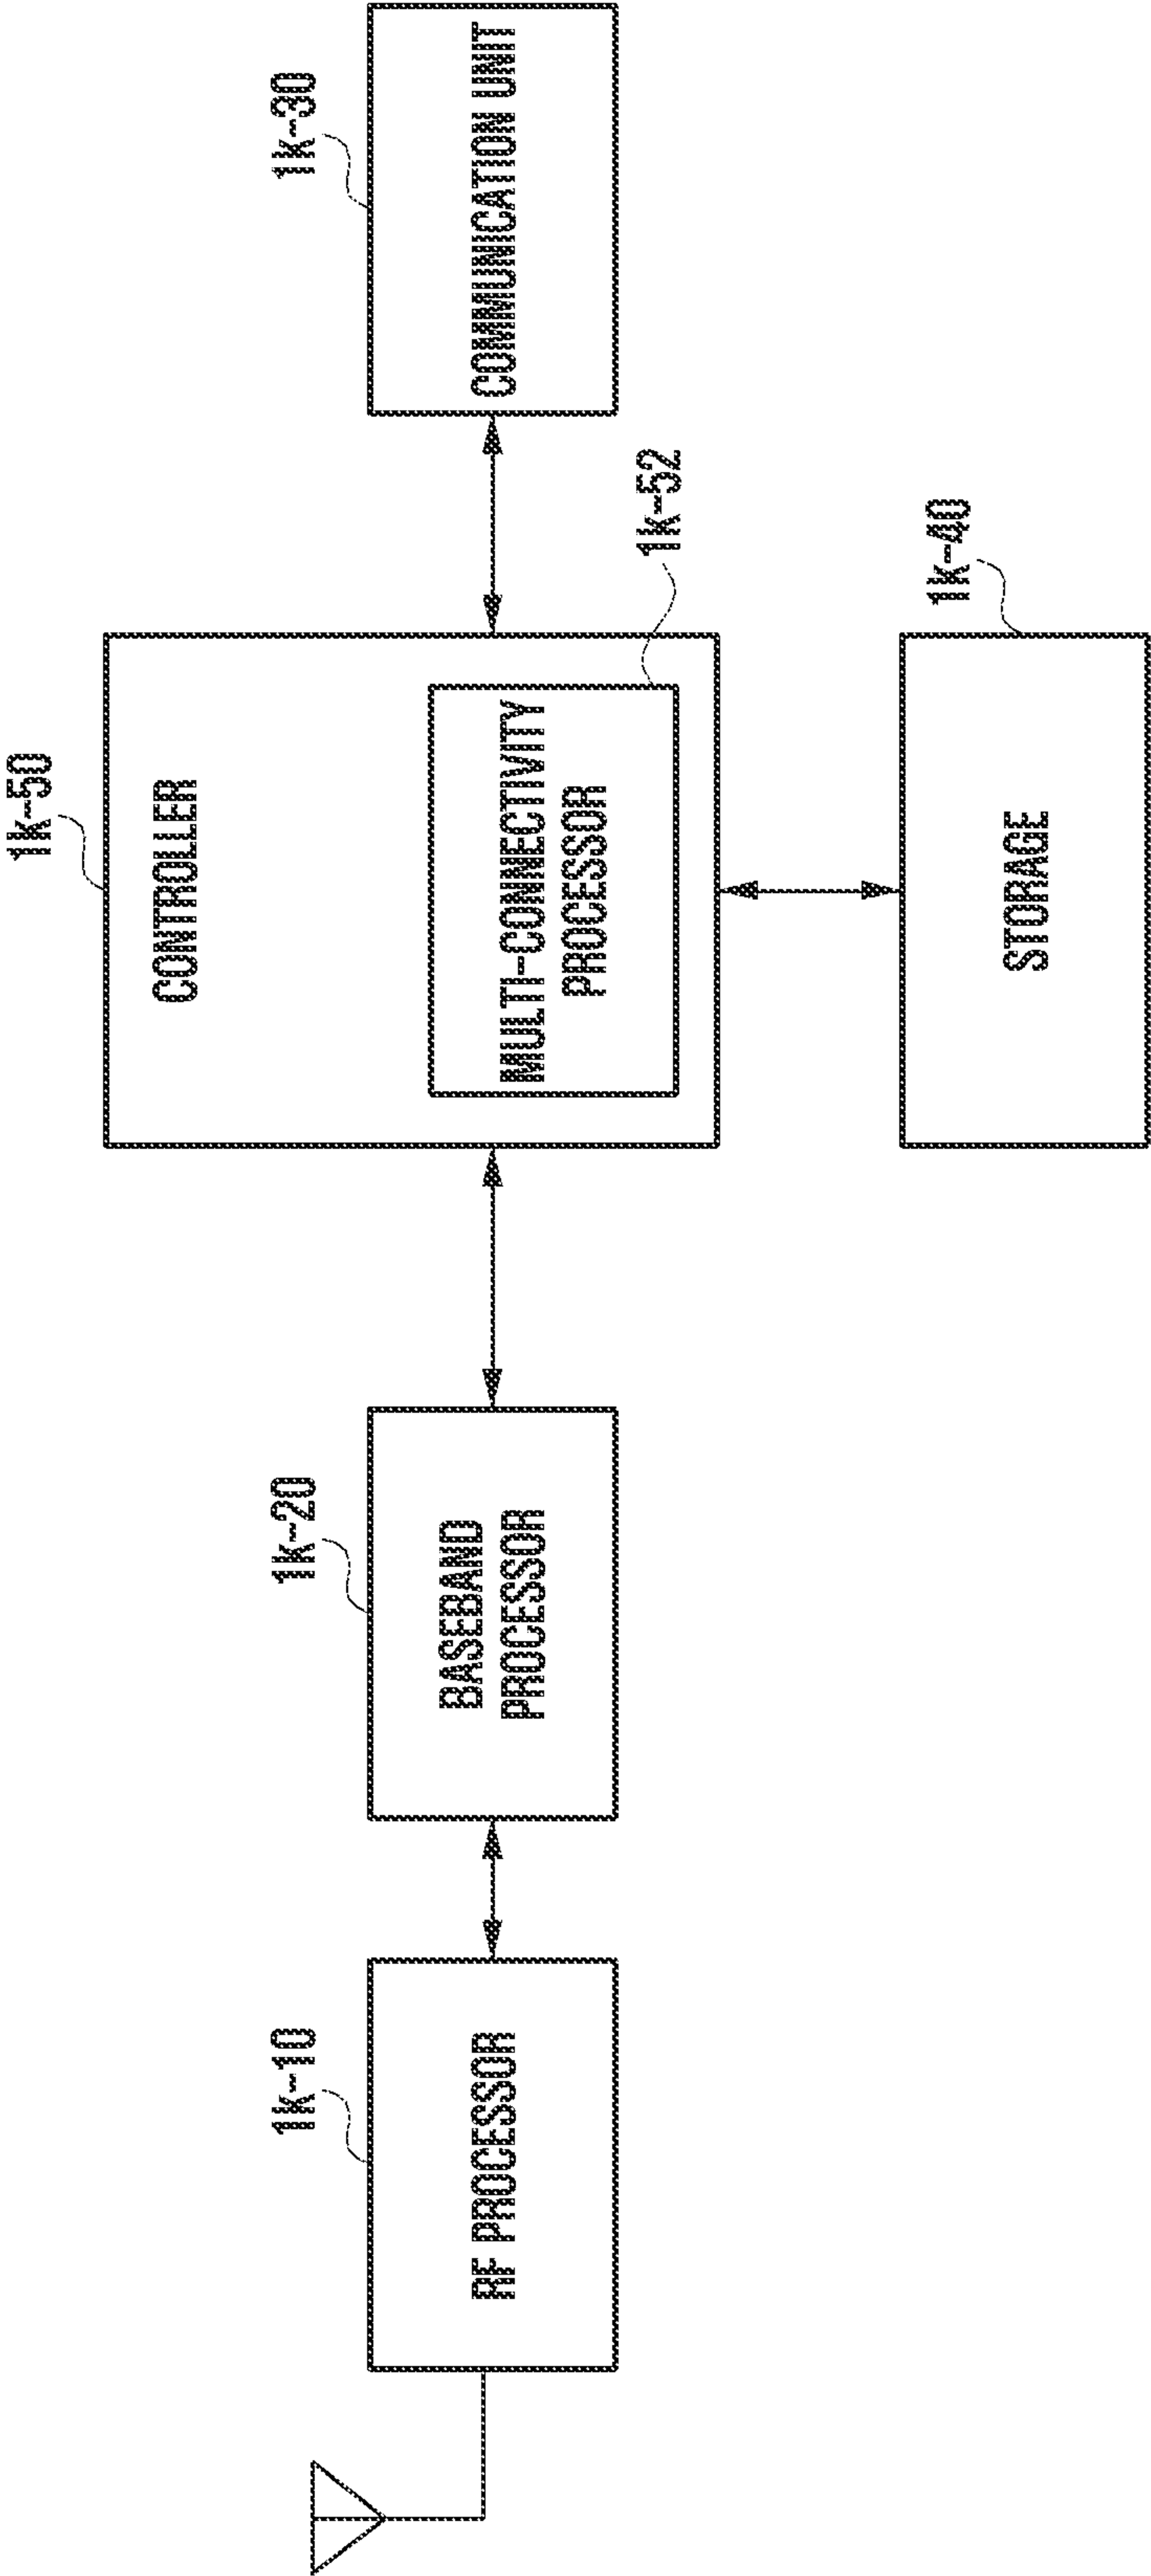 1k-50
CONTROLLER
1k-10
RF PROCESSOR
1k-20
BASEBAND
PROCESSOR
1k-30
COMMUNICATION UNIT
MULTI-CONNECTIVITY
PROCESSOR
1k-52
1k-40
STORAGE